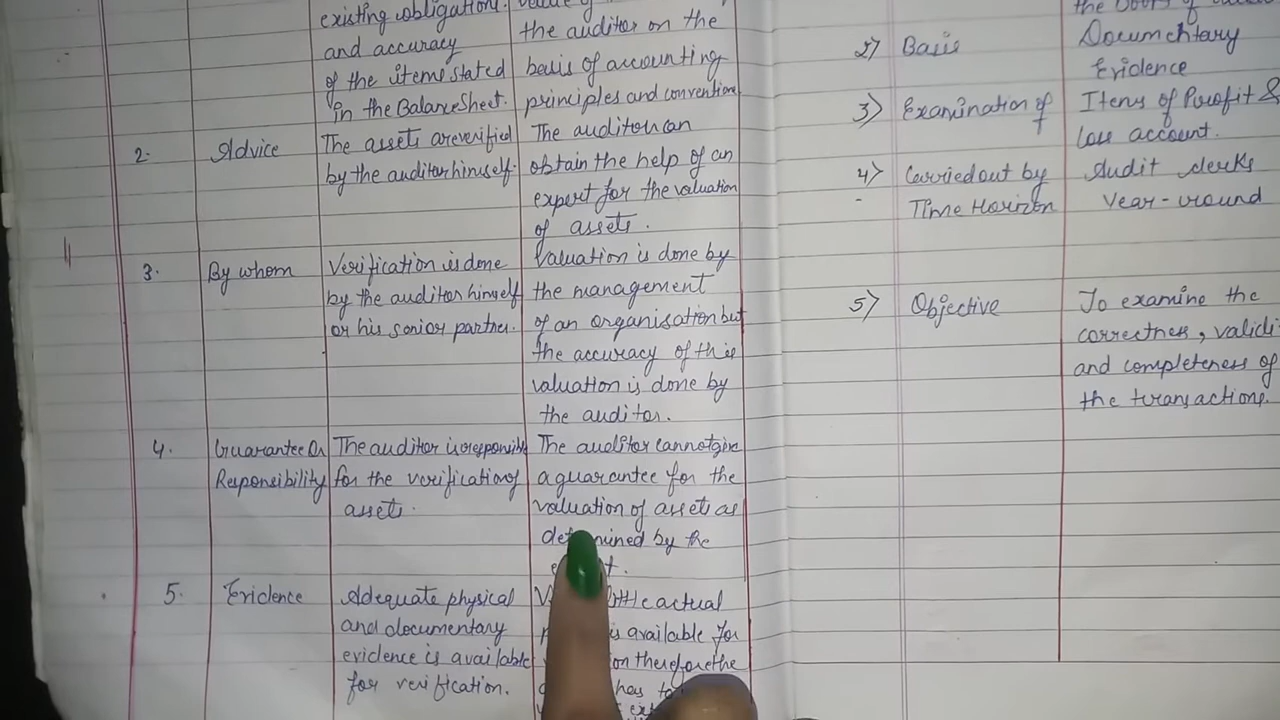 existing obligations.
and accuracy
of the items stated
in the Balance Sheet.
the auditor on the
basis of accounting
principles and convention
2. Advice
The assets are verified
by the auditor himself.
The auditor can
obtain the help of an
expert for the valuation
of assets.
3. By whom
Verification is done
by the auditor himself
or his senior partner.
Valuation is done by
the management
of an organisation but
the accuracy of this
valuation is done by
the auditor.
4. Guarantee Or
Responsibility
The auditor is responsible
for the verification of
assets.
The auditor cannot give
a guarantee for the
valuation of assets as
determined by the
5. Evidence
Adequate physical
and documentary
evidence is available
for verification.
actual
is available for
therefore the
has to
2) Basis
Documentary
Evidence
3) Examination of
Items of Profit &
Loss account.
4) Carried out by
Audit clerks
Time Horizon
Year-round
5) Objective
To examine the
correctness,
and completeness of
the transactions.